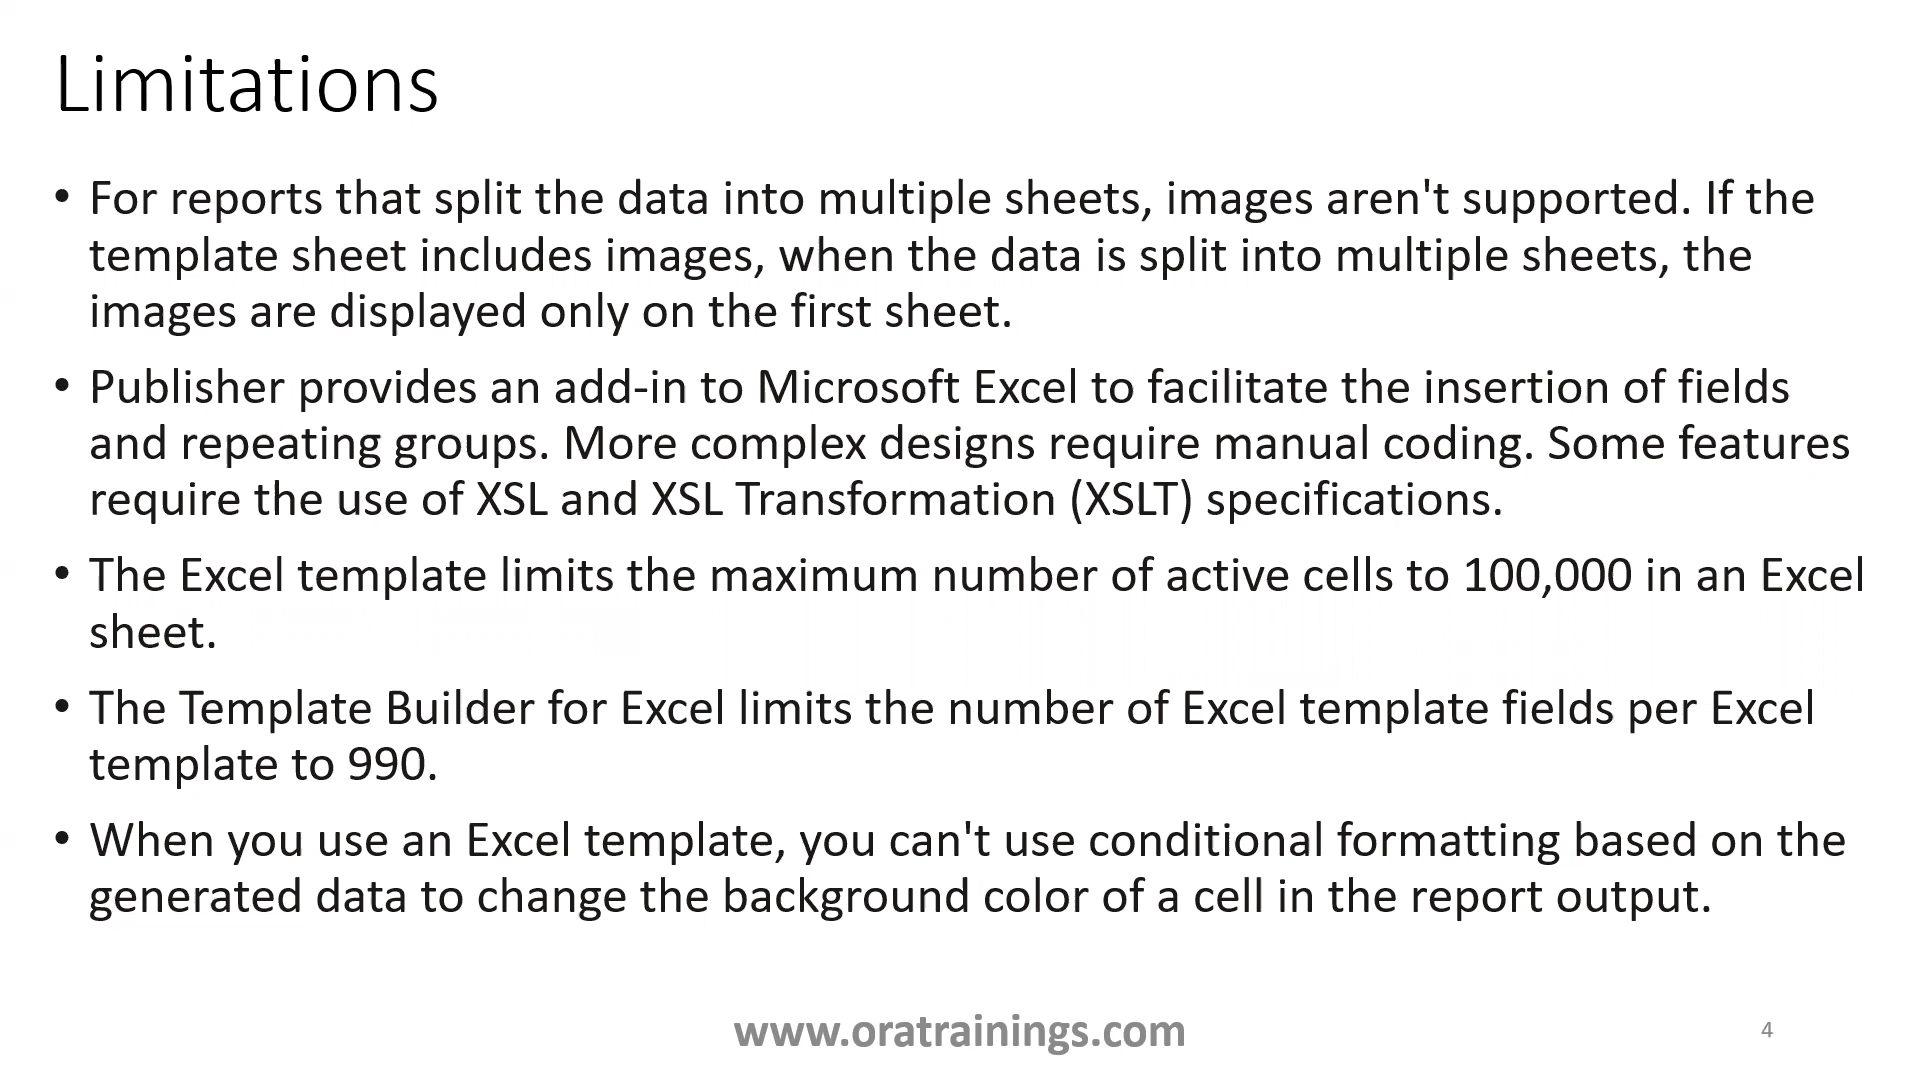 Limitations
• For reports that split the data into multiple sheets, images aren't supported. If the
template sheet includes images, when the data is split into multiple sheets, the
images are displayed only on the first sheet.
• Publisher provides an add-in to Microsoft Excel to facilitate the insertion of fields
and repeating groups. More complex designs require manual coding. Some features
require the use of XSL and XSL Transformation (XSLT) specifications.
• The Excel template limits the maximum number of active cells to 100,000 in an Excel
sheet.
• The Template Builder for Excel limits the number of Excel template fields per Excel
template to 990.
• When you use an Excel template, you can't use conditional formatting based on the
generated data to change the background color of a cell in the report output.
www.oratrainings.com
4